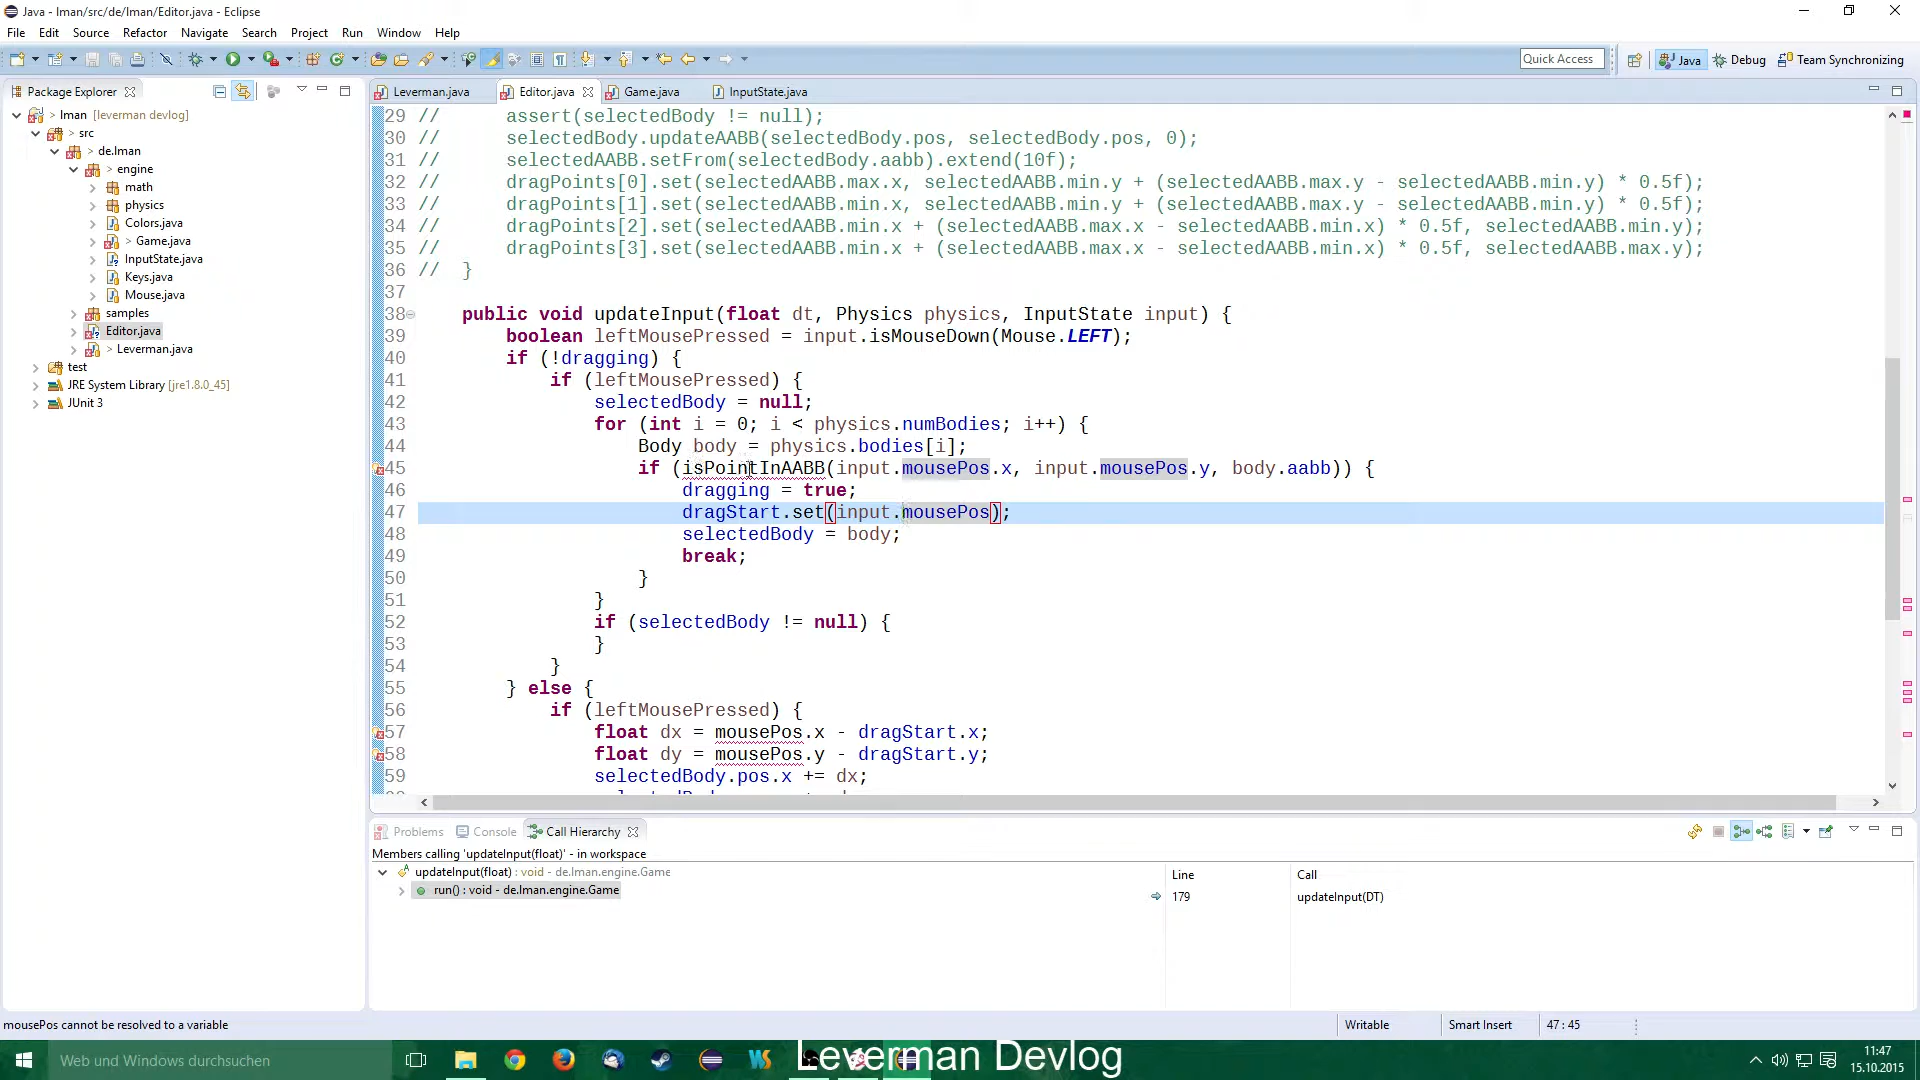 Java - lman/src/de/lman/Editor.java - Eclipse
File Edit Source Refactor Navigate Search Project Run Window Help
Quick Access Java Debug Team Synchronizing
Package Explorer
> lman [leverman devlog]
> src
> de.lman
> engine
math
physics
Colors.java
> Game.java
InputState.java
Keys.java
Mouse.java
samples
Editor.java
> Leverman.java
test
JRE System Library [jre1.8.0_45]
JUnit 3
Leverman.java Editor.java Game.java InputState.java
29 // assert(selectedBody != null);
30 // selectedBody.updateAABB(selectedBody.pos, selectedBody.pos, 0);
31 // selectedAABB.setFrom(selectedBody.aabb).extend(10f);
32 // dragPoints[0].set(selectedAABB.max.x, selectedAABB.min.y + (selectedAABB.max.y - selectedAABB.min.y) * 0.5f);
33 // dragPoints[1].set(selectedAABB.min.x, selectedAABB.min.y + (selectedAABB.max.y - selectedAABB.min.y) * 0.5f);
34 // dragPoints[2].set(selectedAABB.min.x + (selectedAABB.max.x - selectedAABB.min.x) * 0.5f, selectedAABB.min.y);
35 // dragPoints[3].set(selectedAABB.min.x + (selectedAABB.max.x - selectedAABB.min.x) * 0.5f, selectedAABB.max.y);
36 // }
37
38 public void updateInput(float dt, Physics physics, InputState input) {
39 boolean leftMousePressed = input.isMouseDown(Mouse.LEFT);
40 if (!dragging) {
41 if (leftMousePressed) {
42 selectedBody = null;
43 for (int i = 0; i < physics.numBodies; i++) {
44 Body body = physics.bodies[i];
45 if (isPointInAABB(input.mousePos.x, input.mousePos.y, body.aabb)) {
46 dragging = true;
47 dragStart.set(input.mousePos);
48 selectedBody = body;
49 break;
50 }
51 }
52 if (selectedBody != null) {
53 }
54 }
55 } else {
56 if (leftMousePressed) {
57 float dx = mousePos.x - dragStart.x;
58 float dy = mousePos.y - dragStart.y;
59 selectedBody.pos.x += dx;
Problems Console Call Hierarchy
Members calling 'updateInput(float)' - in workspace
updateInput(float) : void - de.lman.engine.Game
run() : void - de.lman.engine.Game
Line Call
179 updateInput(DT)
mousePos cannot be resolved to a variable Writable Smart Insert 47 : 45
Web und Windows durchsuchen
Leverman Devlog
11:47
15.10.2015